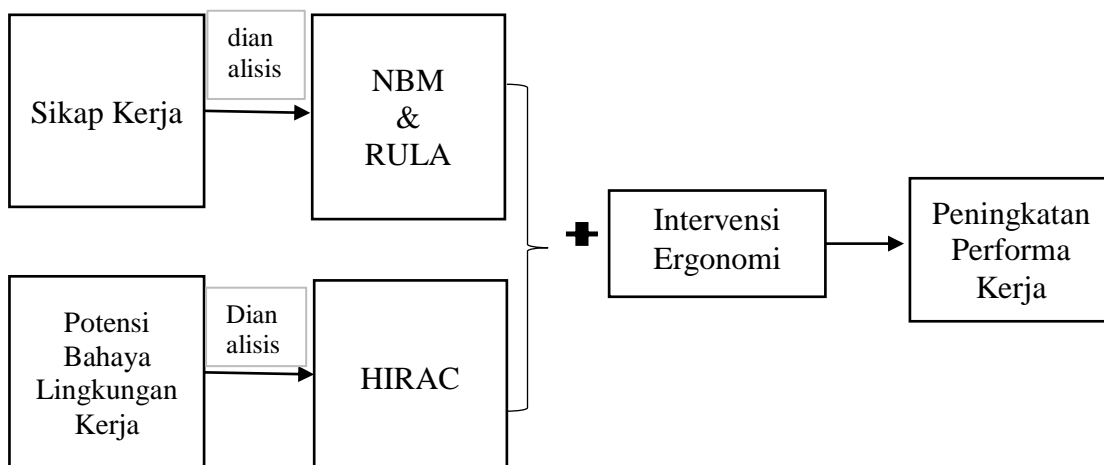 Sikap Kerja
dian
alisis
NBM
&
RULA
Potensi
Bahaya
Lingkungan
Kerja
Dian
alisis
HIRAC
Intervensi
Ergonomi
Peningkatan
Performa
Kerja